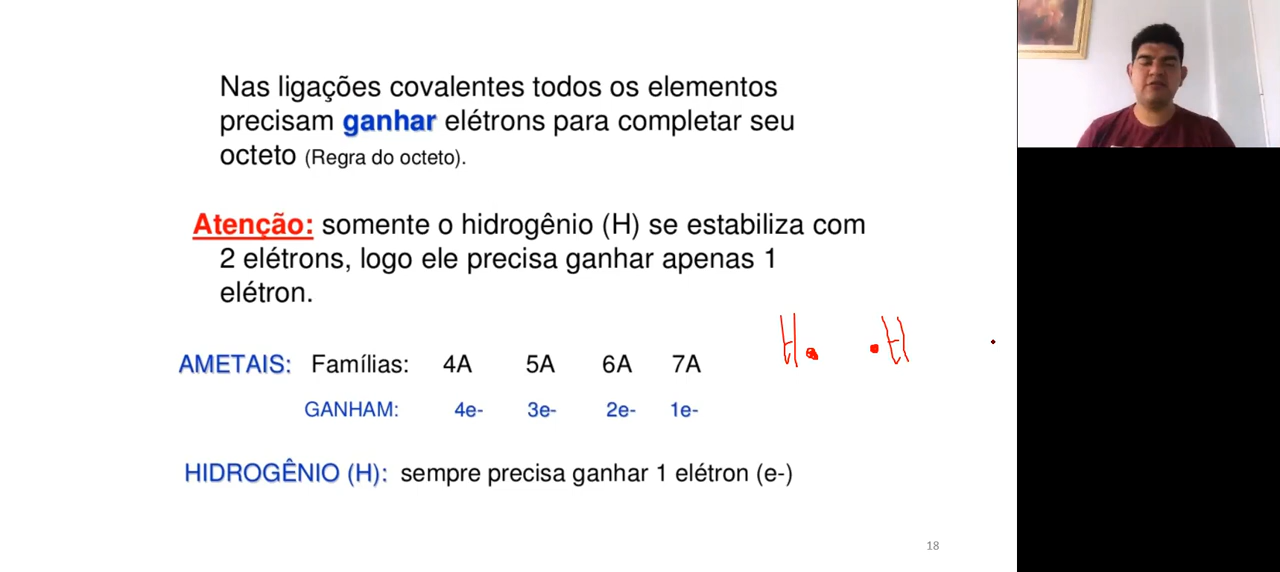 Nas ligações covalentes todos os elementos
precisam ganhar elétrons para completar seu
octeto (Regra do octeto).
Atenção: somente o hidrogênio (H) se estabiliza com
2 elétrons, logo ele precisa ganhar apenas 1
elétron.
H• •H
AMETAIS: Famílias: 4A 5A 6A 7A
GANHAM: 4e- 3e- 2e- 1e-
HIDROGÊNIO (H): sempre precisa ganhar 1 elétron (e-)
18